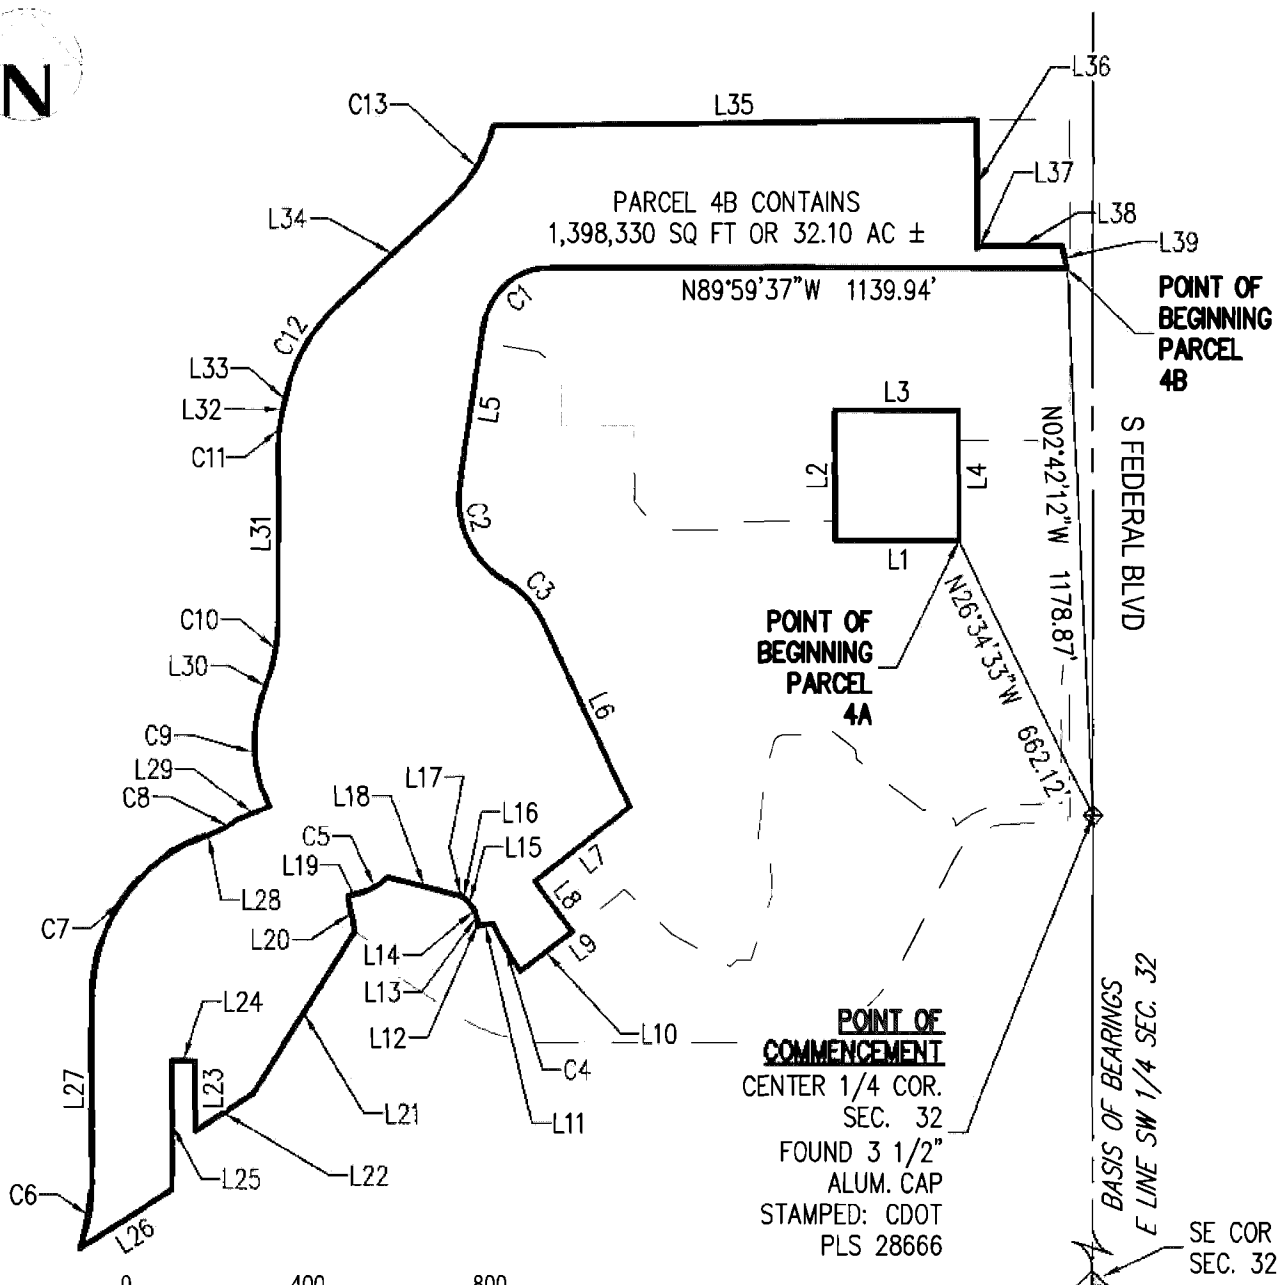 N
C13
L35
L36
L37
L34
PARCEL 4B CONTAINS
1,398,330 SQ FT OR 32.10 AC ±
L38
L39
N89°59'37"W 1139.94'
C1
POINT OF
BEGINNING
PARCEL
4B
C12
L33
L32
C11
L5
L3
L2
L4
L1
N02°42'12"W 1178.87'
S FEDERAL BLVD
L31
C2
C3
C10
L30
POINT OF
BEGINNING
PARCEL
4A
N26°34'33"W 662.12'
L6
C9
L29
C8
L17
L18
L16
C5
L15
L19
L7
L8
L28
C7
L20
L14
L9
L13
L24
L12
L10
C4
L27
L23
L21
L11
L22
L25
C6
L26
POINT OF
COMMENCEMENT
CENTER 1/4 COR.
SEC. 32
FOUND 3 1/2"
ALUM. CAP
STAMPED: CDOT
PLS 28666
BASIS OF BEARINGS
E LINE SW 1/4 SEC. 32
SE COR
SEC. 32
0 400 800